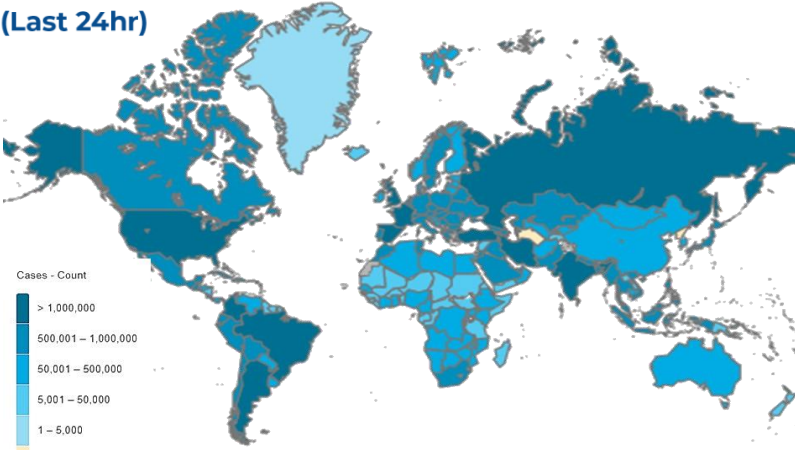 (Last 24hr)
Cases - Count
> 1,000,000
500,001 – 1,000,000
50,001 – 500,000
5,001 – 50,000
1 – 5,000